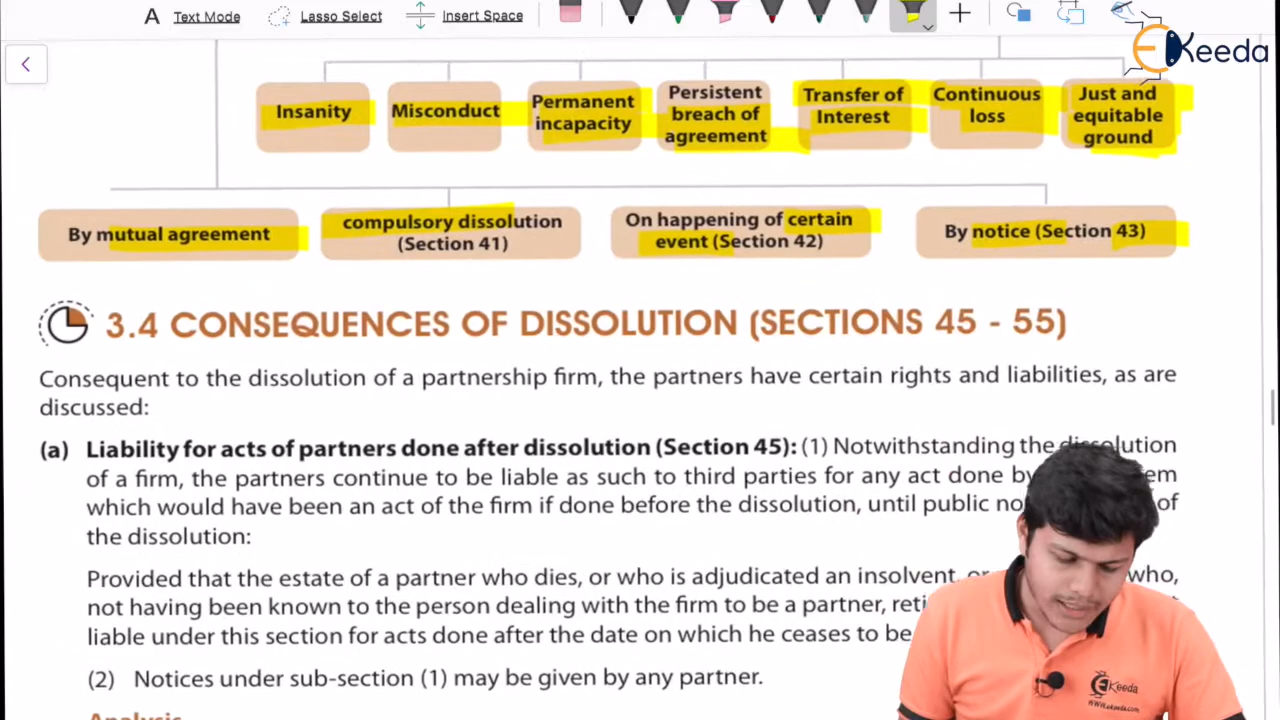 A Text Mode Lasso Select Insert Space
EKeeda
Insanity
Misconduct
Permanent
incapacity
Persistent
breach of
agreement
Transfer of
Interest
Continuous
loss
Just and
equitable
ground
By mutual agreement
compulsory dissolution
(Section 41)
On happening of certain
event (Section 42)
By notice (Section 43)
3.4 CONSEQUENCES OF DISSOLUTION (SECTIONS 45 - 55)
Consequent to the dissolution of a partnership firm, the partners have certain rights and liabilities, as are
discussed:
(a) Liability for acts of partners done after dissolution (Section 45): (1) Notwithstanding the dissolution
of a firm, the partners continue to be liable as such to third parties for any act done by
which would have been an act of the firm if done before the dissolution, until public of
the dissolution:
Provided that the estate of a partner who dies, or who is adjudicated an insolvent, who,
not having been known to the person dealing with the firm to be a partner,
liable under this section for acts done after the date on which he ceases to be
(2) Notices under sub-section (1) may be given by any partner.
Analysis
EKeeda
www.ekeeda.com